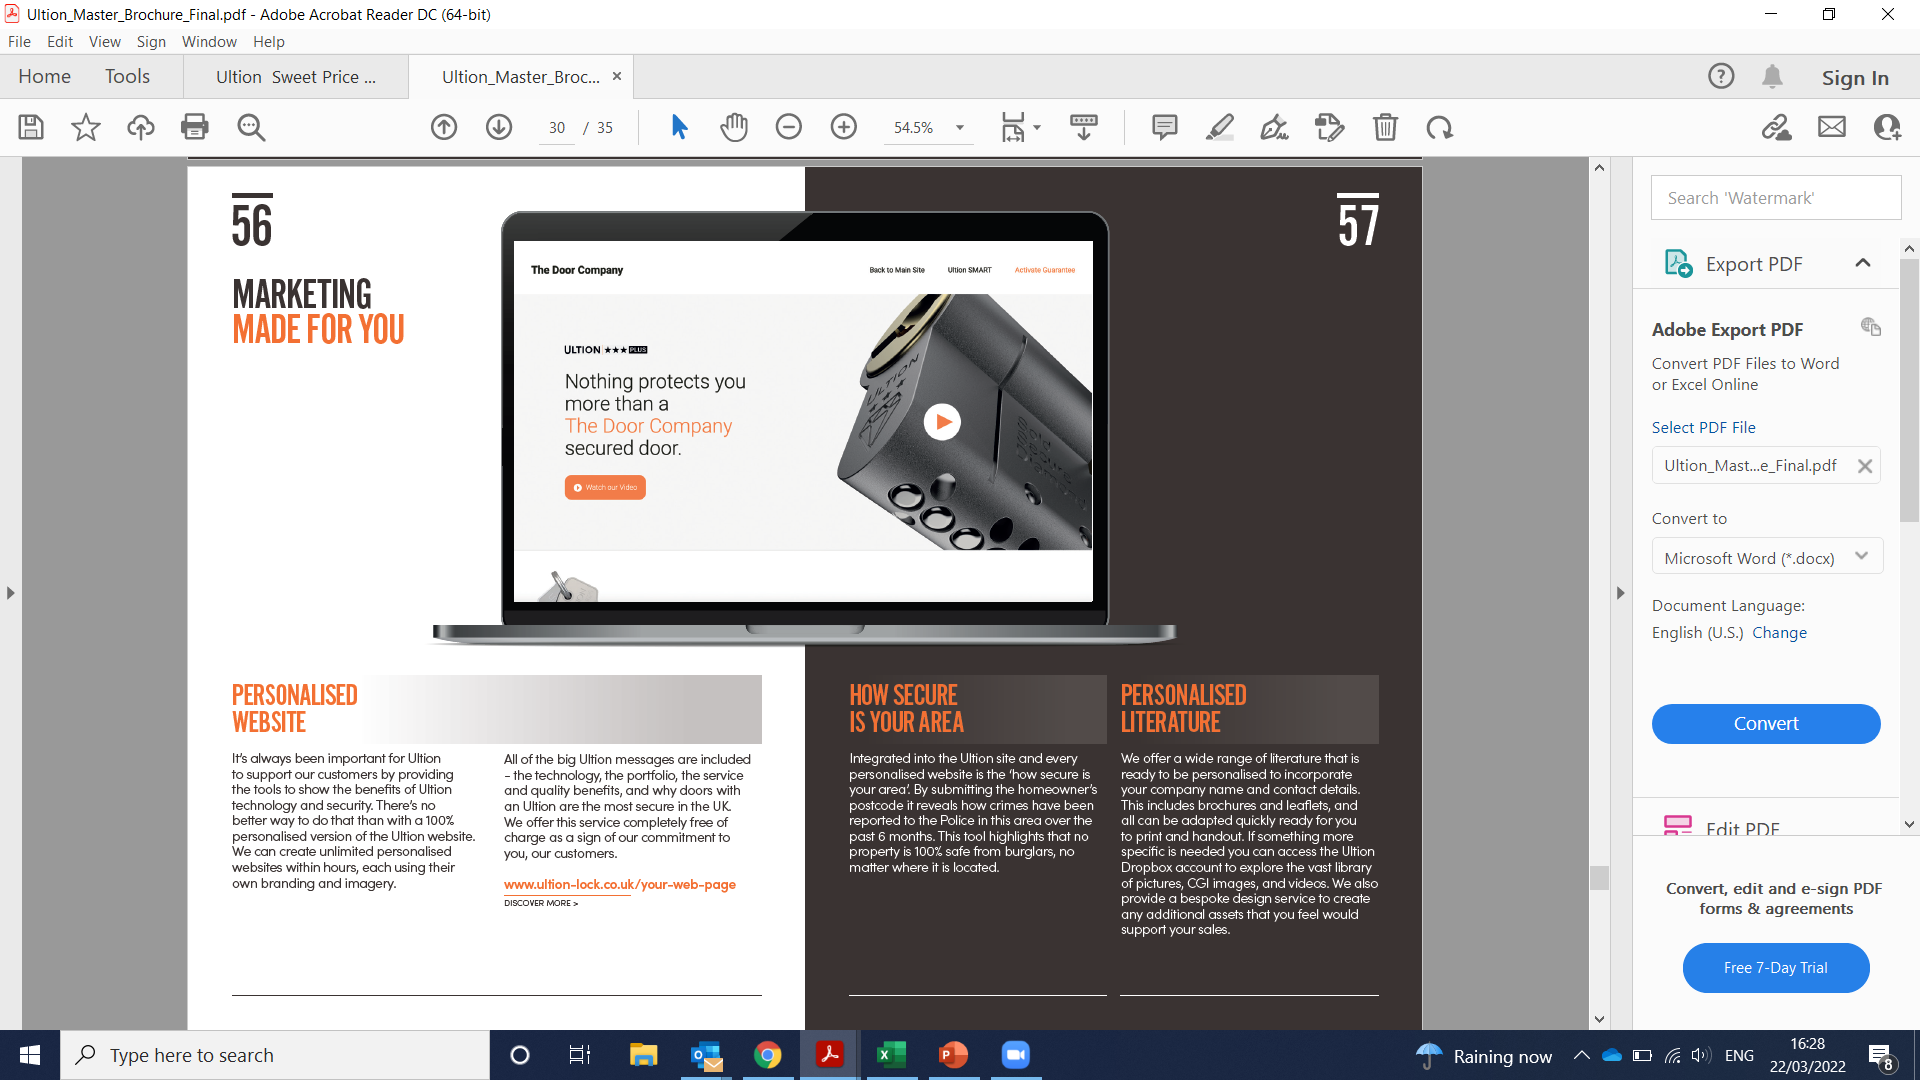 Ultion_Master_Brochure_Final.pdf - Adobe Acrobat Reader DC (64-bit)
File Edit View Sign Window Help
Home Tools Ultion Sweet Price ... Ultion_Master_Broc... Sign In
30 / 35 54.5%
56
57
MARKETING
MADE FOR YOU
The Door Company Back to Main Site Ultion SMART Activate Guarantee
ULTION ★★★ PLUS
Nothing protects you
more than a
The Door Company
secured door.
Watch our Video
ULTION
PERSONALISED
WEBSITE
It's always been important for Ultion
to support our customers by providing
the tools to show the benefits of Ultion
technology and security. There's no
better way to do that than with a 100%
personalised version of the Ultion website.
We can create unlimited personalised
websites within hours, each using their
own branding and imagery.
All of the big Ultion messages are included
- the technology, the portfolio, the service
and quality benefits, and why doors with
an Ultion are the most secure in the UK.
We offer this service completely free of
charge as a sign of our commitment to
you, our customers.
www.ultion-lock.co.uk/your-web-page
DISCOVER MORE >
HOW SECURE
IS YOUR AREA
Integrated into the Ultion site and every
personalised website is the 'how secure is
your area'. By submitting the homeowner's
postcode it reveals how crimes have been
reported to the Police in this area over the
past 6 months. This tool highlights that no
property is 100% safe from burglars, no
matter where it is located.
PERSONALISED
LITERATURE
We offer a wide range of literature that is
ready to be personalised to incorporate
your company name and contact details.
This includes brochures and leaflets, and
all can be adapted quickly ready for you
to print and handout. If something more
specific is needed you can access the Ultion
Dropbox account to explore the vast library
of pictures, CGI images, and videos. We also
provide a bespoke design service to create
any additional assets that you feel would
support your sales.
Search 'Watermark'
Export PDF
Adobe Export PDF
Convert PDF Files to Word
or Excel Online
Select PDF File
Ultion_Mast...e_Final.pdf
Convert to
Microsoft Word (*.docx)
Document Language:
English (U.S.) Change
Convert
Edit PDF
Convert, edit and e-sign PDF
forms & agreements
Free 7-Day Trial
Type here to search
Raining now ENG
16:28
22/03/2022
8